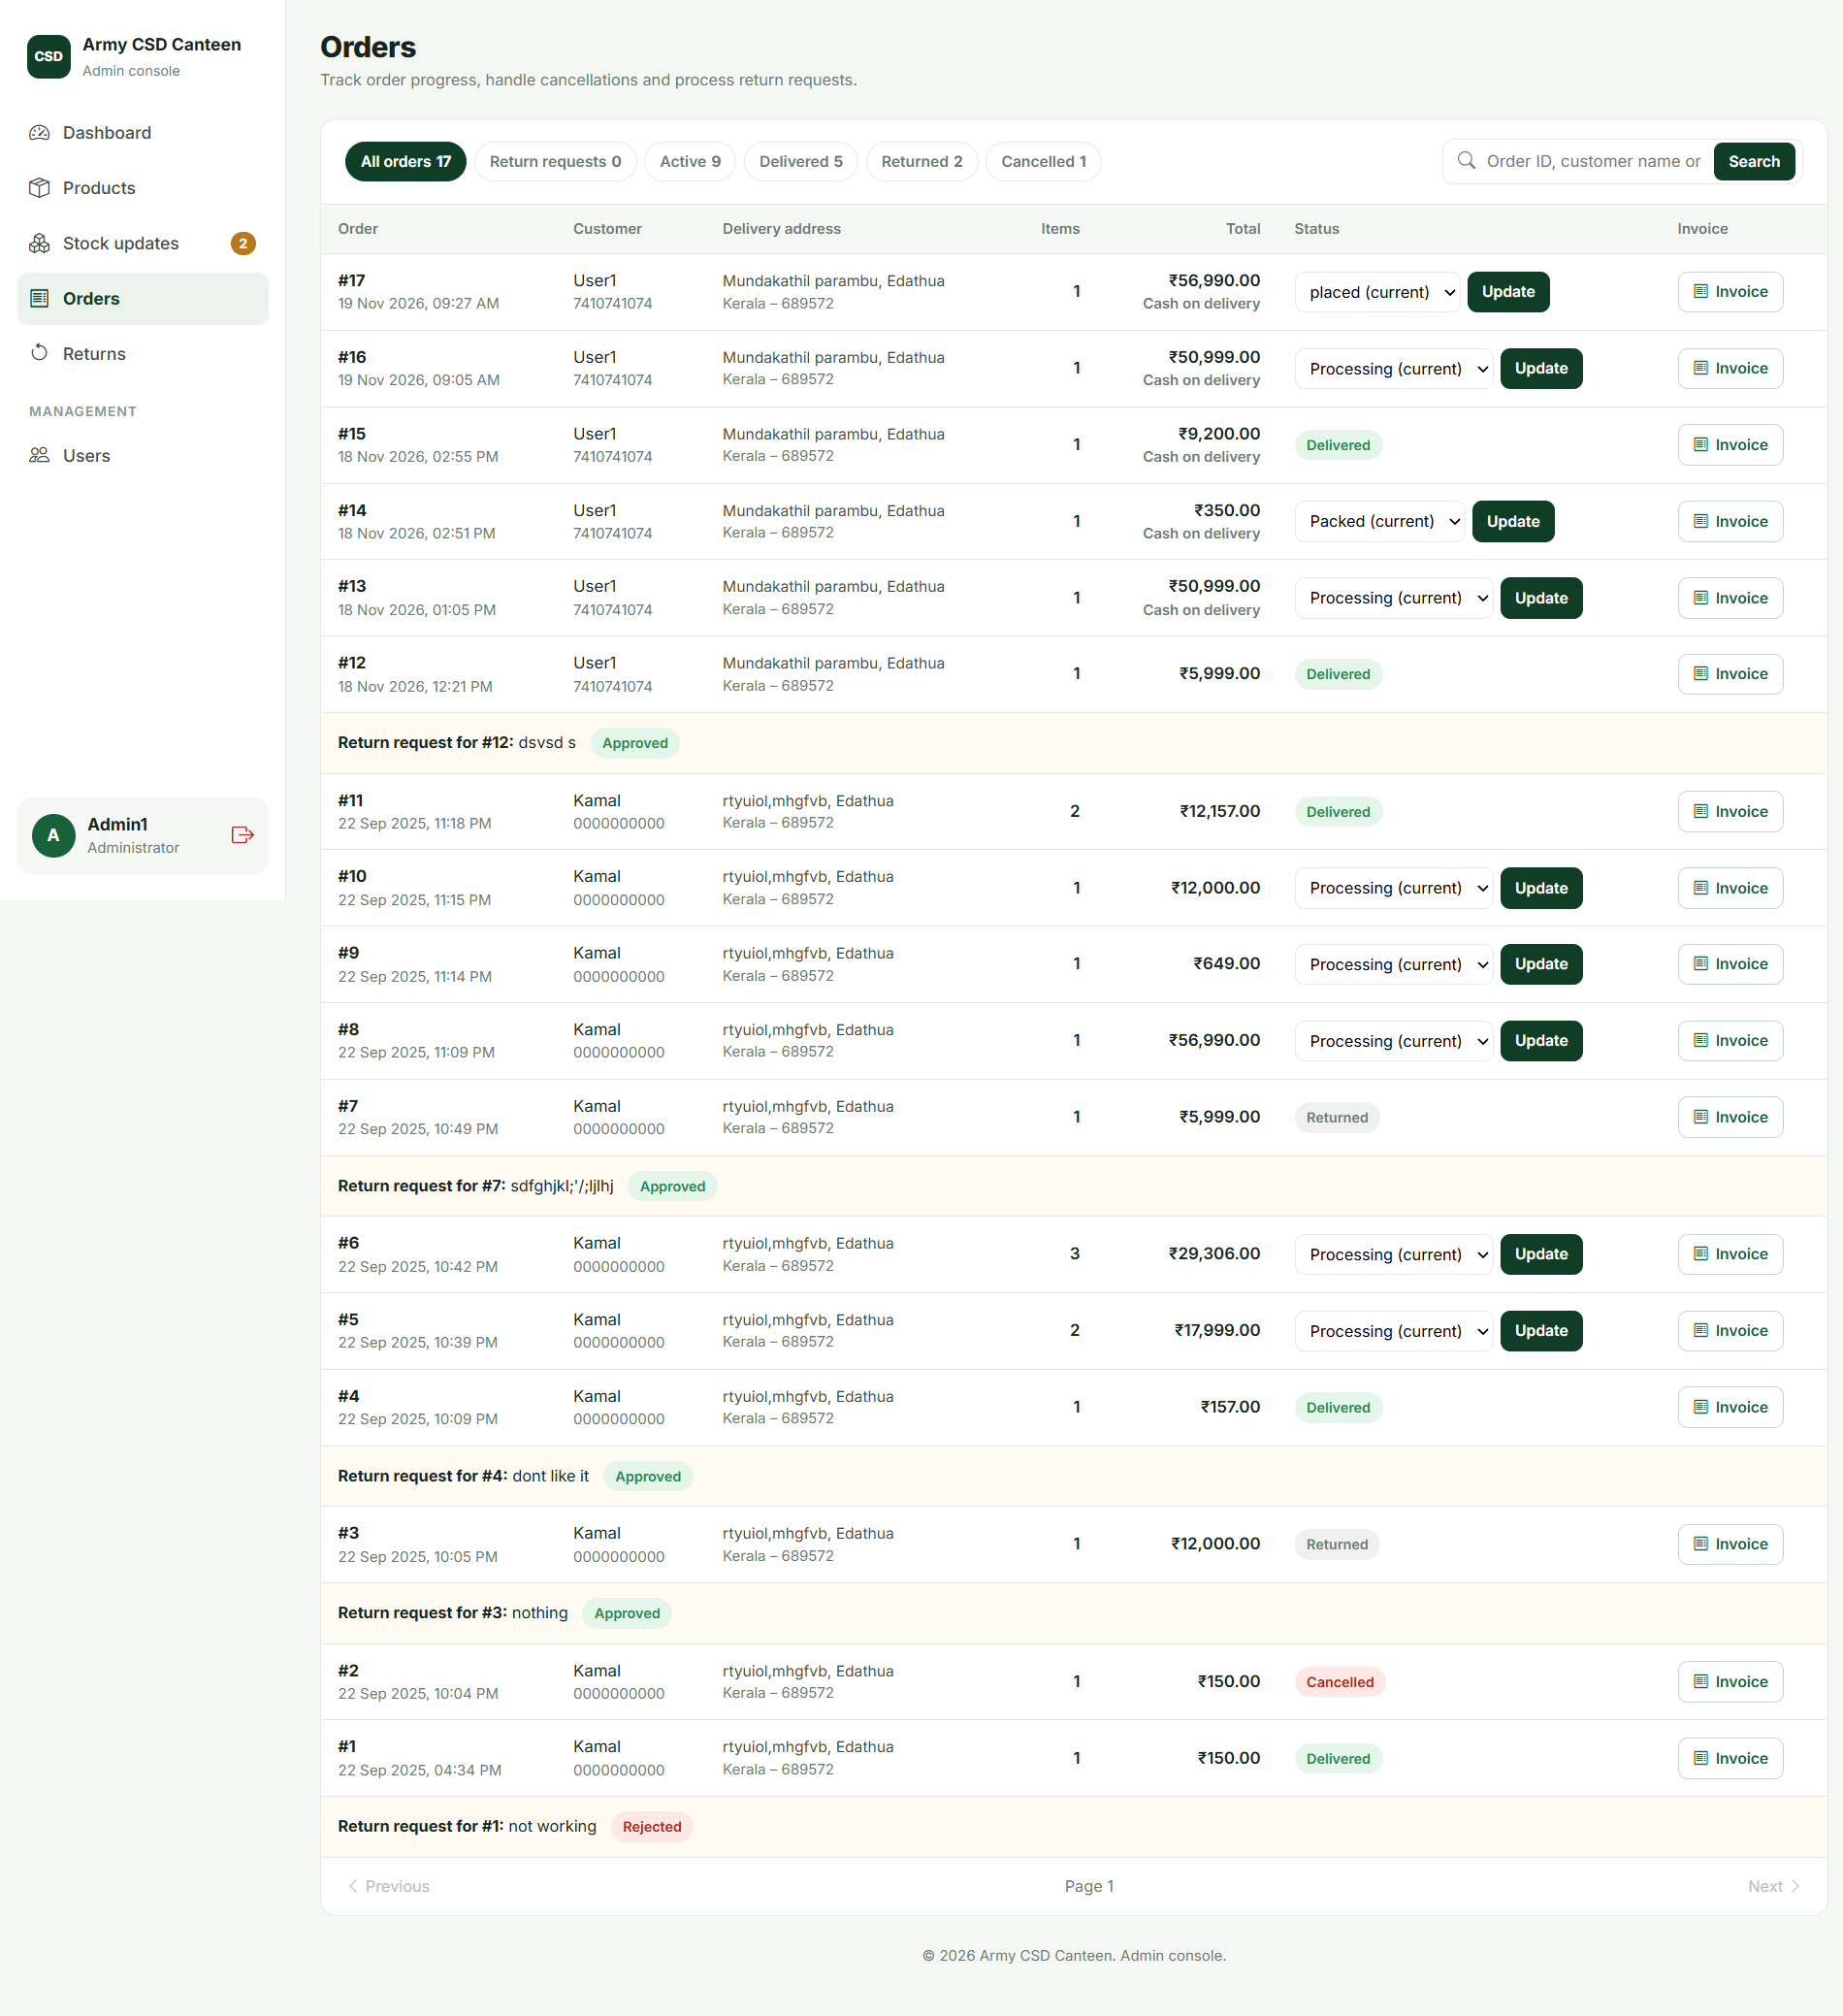 CSD
Army CSD Canteen
Admin console
Dashboard
Products
Stock updates 2
Orders
Returns
MANAGEMENT
Users
A
Admin1
Administrator
Orders
Track order progress, handle cancellations and process return requests.
All orders 17 Return requests 0 Active 9 Delivered 5 Returned 2 Cancelled 1 Order ID, customer name or Search
Order Customer Delivery address Items Total Status Invoice
#17 User1 Mundakathil parambu, Edathua 1 ₹56,990.00 placed (current) Update Invoice
19 Nov 2026, 09:27 AM 7410741074 Kerala – 689572 Cash on delivery
#16 User1 Mundakathil parambu, Edathua 1 ₹50,999.00 Processing (current) Update Invoice
19 Nov 2026, 09:05 AM 7410741074 Kerala – 689572 Cash on delivery
#15 User1 Mundakathil parambu, Edathua 1 ₹9,200.00 Delivered Invoice
18 Nov 2026, 02:55 PM 7410741074 Kerala – 689572 Cash on delivery
#14 User1 Mundakathil parambu, Edathua 1 ₹350.00 Packed (current) Update Invoice
18 Nov 2026, 02:51 PM 7410741074 Kerala – 689572 Cash on delivery
#13 User1 Mundakathil parambu, Edathua 1 ₹50,999.00 Processing (current) Update Invoice
18 Nov 2026, 01:05 PM 7410741074 Kerala – 689572 Cash on delivery
#12 User1 Mundakathil parambu, Edathua 1 ₹5,999.00 Delivered Invoice
18 Nov 2026, 12:21 PM 7410741074 Kerala – 689572
Return request for #12: dsvsd s Approved
#11 Kamal rtyuiol,mhgfvb, Edathua 2 ₹12,157.00 Delivered Invoice
22 Sep 2025, 11:18 PM 0000000000 Kerala – 689572
#10 Kamal rtyuiol,mhgfvb, Edathua 1 ₹12,000.00 Processing (current) Update Invoice
22 Sep 2025, 11:15 PM 0000000000 Kerala – 689572
#9 Kamal rtyuiol,mhgfvb, Edathua 1 ₹649.00 Processing (current) Update Invoice
22 Sep 2025, 11:14 PM 0000000000 Kerala – 689572
#8 Kamal rtyuiol,mhgfvb, Edathua 1 ₹56,990.00 Processing (current) Update Invoice
22 Sep 2025, 11:09 PM 0000000000 Kerala – 689572
#7 Kamal rtyuiol,mhgfvb, Edathua 1 ₹5,999.00 Returned Invoice
22 Sep 2025, 10:49 PM 0000000000 Kerala – 689572
Return request for #7: sdfghjkl;'/;ljlhj Approved
#6 Kamal rtyuiol,mhgfvb, Edathua 3 ₹29,306.00 Processing (current) Update Invoice
22 Sep 2025, 10:42 PM 0000000000 Kerala – 689572
#5 Kamal rtyuiol,mhgfvb, Edathua 2 ₹17,999.00 Processing (current) Update Invoice
22 Sep 2025, 10:39 PM 0000000000 Kerala – 689572
#4 Kamal rtyuiol,mhgfvb, Edathua 1 ₹157.00 Delivered Invoice
22 Sep 2025, 10:09 PM 0000000000 Kerala – 689572
Return request for #4: dont like it Approved
#3 Kamal rtyuiol,mhgfvb, Edathua 1 ₹12,000.00 Returned Invoice
22 Sep 2025, 10:05 PM 0000000000 Kerala – 689572
Return request for #3: nothing Approved
#2 Kamal rtyuiol,mhgfvb, Edathua 1 ₹150.00 Cancelled Invoice
22 Sep 2025, 10:04 PM 0000000000 Kerala – 689572
#1 Kamal rtyuiol,mhgfvb, Edathua 1 ₹150.00 Delivered Invoice
22 Sep 2025, 04:34 PM 0000000000 Kerala – 689572
Return request for #1: not working Rejected
Previous Page 1 Next
© 2026 Army CSD Canteen. Admin console.